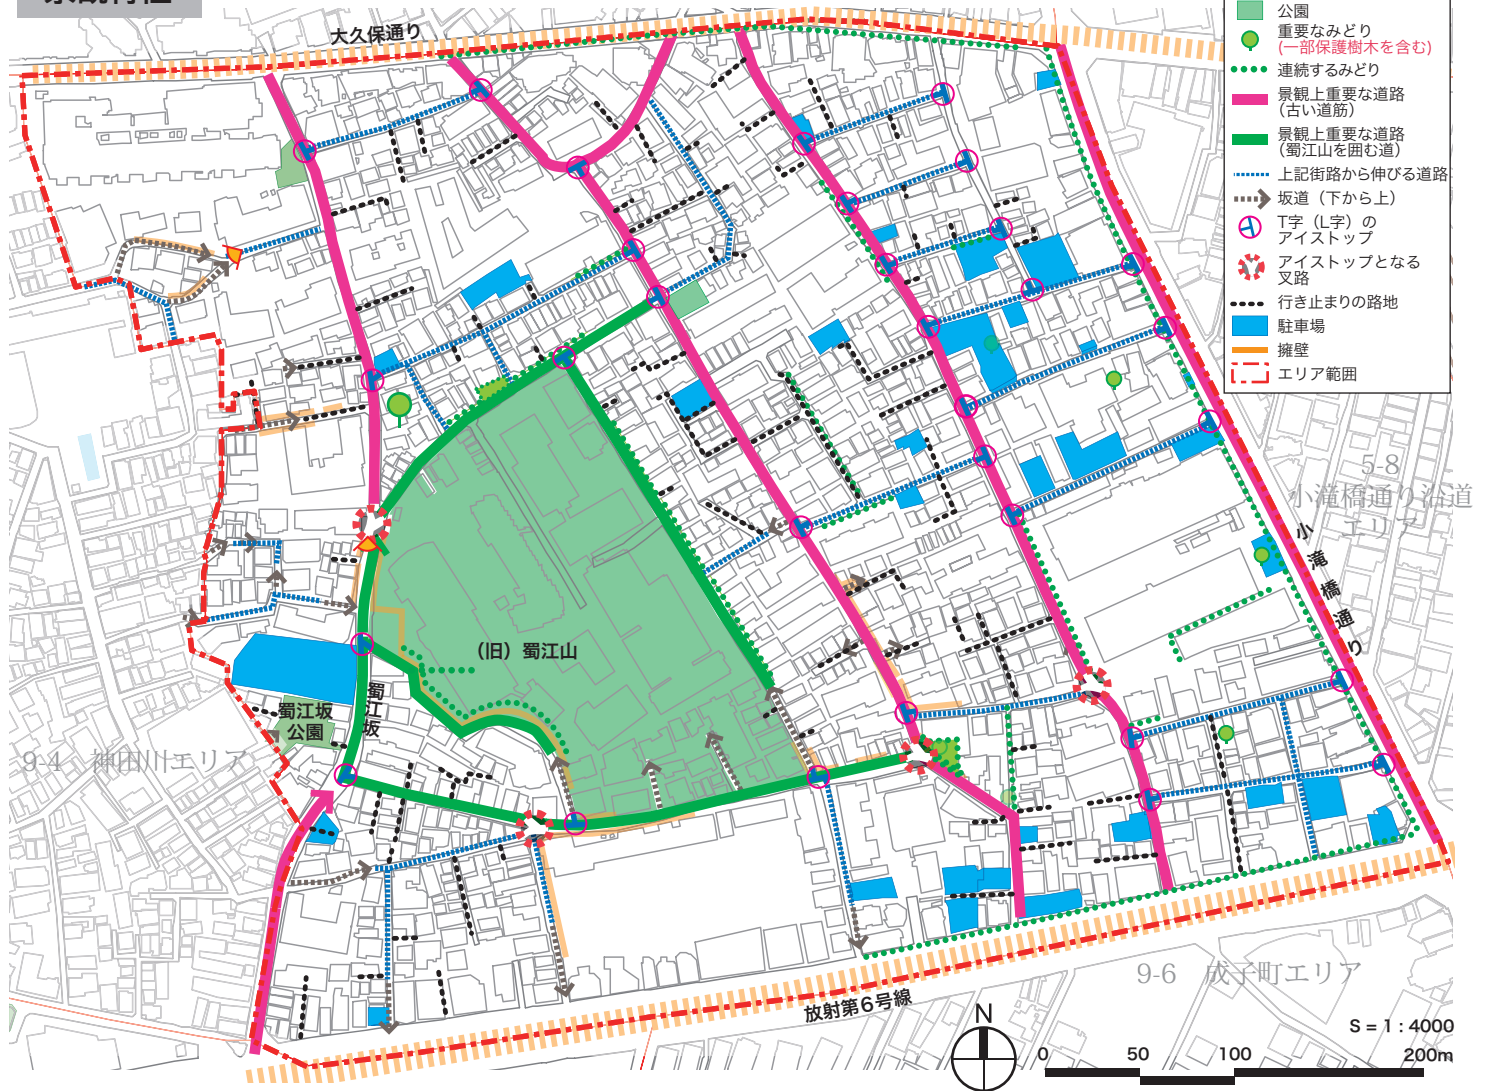 大久保通り
公園
重要なみどり
(一部保護樹木を含む)
連続するみどり
景観上重要な道路
（古い道筋）
景観上重要な道路
（蜀江山を囲む道）
上記街路から伸びる道路
坂道（下から上）
T字（L字）の
アイストップ
アイストップとなる
叉路
行き止まりの路地
駐車場
擁壁
エリア範囲
5-8
小滝橋通り沿道
エリア
小滝橋通り
（旧）蜀江山
蜀江坂
蜀江坂
公園
9-4 神田川エリア
9-6 成子町エリア
放射第6号線
N
S = 1 : 4000
0 50 100 200m